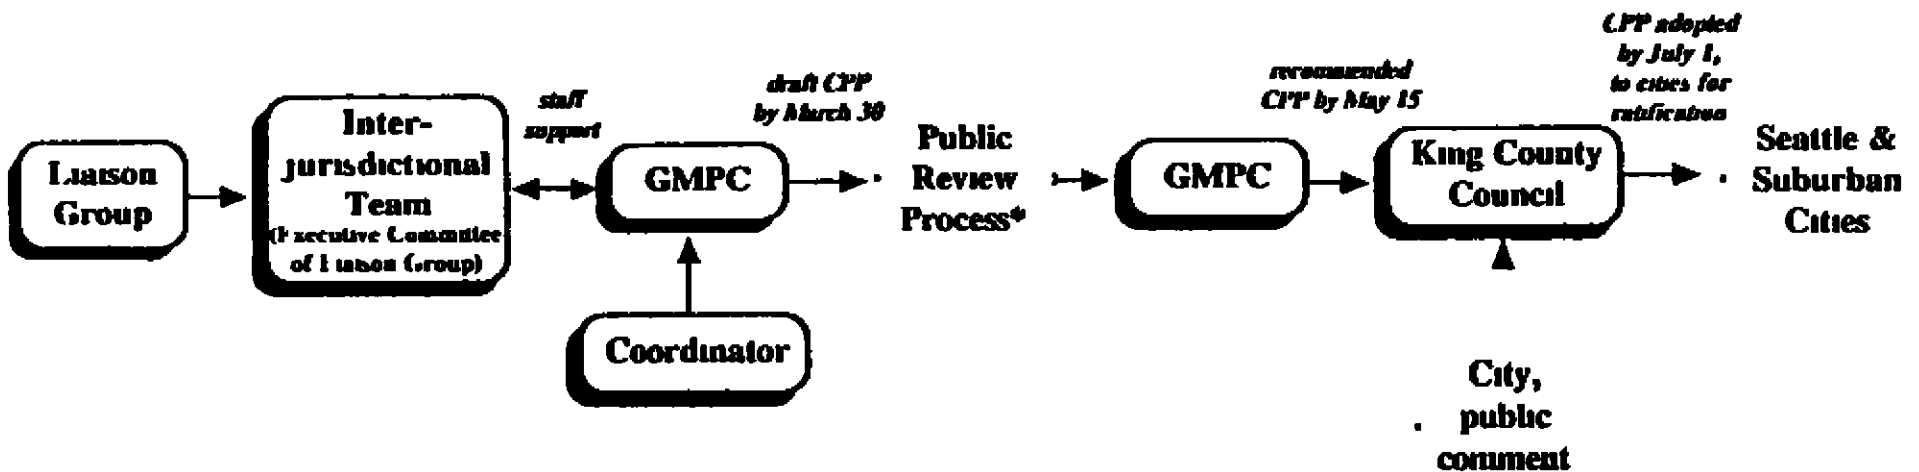 Liaison
Group
Inter-
jurisdictional
Team
(Executive Committee
of Liaison Group)
staff
support
GMPC
Coordinator
draft CPP
by March 30
Public
Review
Process*
GMPC
recommended
CPP by May 15
King County
Council
City,
public
comment
CPP adopted
by July 1,
to cities for
ratification
Seattle &
Suburban
Cities